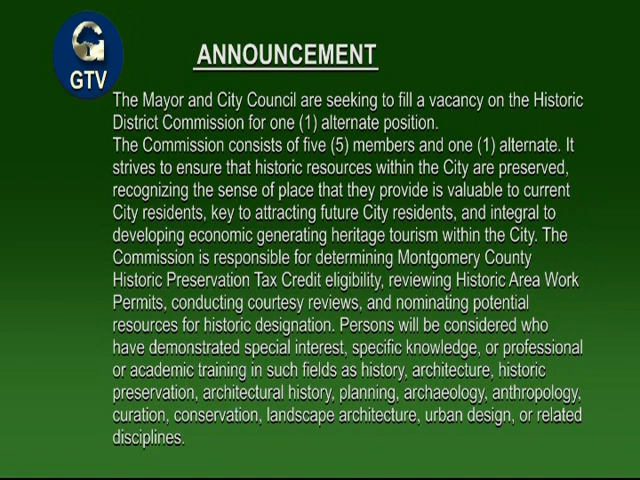 G
GTV
ANNOUNCEMENT
The Mayor and City Council are seeking to fill a vacancy on the Historic
District Commission for one (1) alternate position.
The Commission consists of five (5) members and one (1) alternate. It
strives to ensure that historic resources within the City are preserved,
recognizing the sense of place that they provide is valuable to current
City residents, key to attracting future City residents, and integral to
developing economic generating heritage tourism within the City. The
Commission is responsible for determining Montgomery County
Historic Preservation Tax Credit eligibility, reviewing Historic Area Work
Permits, conducting courtesy reviews, and nominating potential
resources for historic designation. Persons will be considered who
have demonstrated special interest, specific knowledge, or professional
or academic training in such fields as history, architecture, historic
preservation, architectural history, planning, archaeology, anthropology,
curation, conservation, landscape architecture, urban design, or related
disciplines.